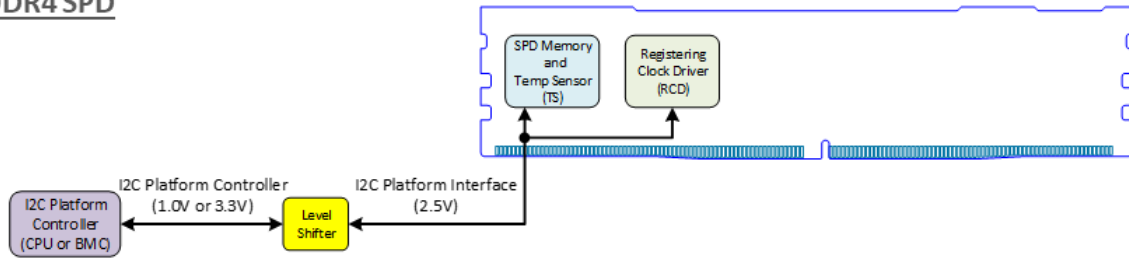 DDR4 SPD
SPD Memory
and
Temp Sensor
(TS)
Registering
Clock Driver
(RCD)
I2C Platform Controller
(1.0V or 3.3V)
I2C Platform Interface
(2.5V)
I2C Platform
Controller
(CPU or BMC)
Level
Shifter